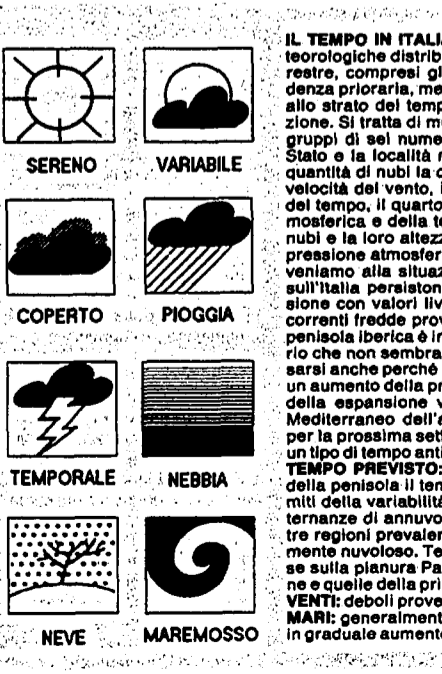 SERENO
VARIABILE
COPERTO
PIOGGIA
TEMPORALE
NEBBIA
NEVE
MAREMOSSO
IL TEMPO IN ITALI
teorologiche distrib
restre, compresi gl
denza prioraria, me
allo strato del temp
zione. Si tratta di m
gruppi di sei nume
Stato e la località r
quantità di nubi la d
velocità del vento, i
del tempo, il quarto
mosferica e della te
nubi e la loro altezz
pressione atmosfer
veniamo alla situaz
sull'Italia persiston
sione con valori liv
correnti fredde prov
penisola iberica è in
rio che non sembra
sarsi anche perché
un aumento della pr
della espansione v
Mediterraneo dell'a
per la prossima sett
un tipo di tempo anti
TEMPO PREVISTO:
della penisola il tem
miti della variabilità
ternanze di annuvo
tre regioni prevaler
mente nuvoloso. Te
se sulla pianura Pa
ne e quelle della pri
VENTI: deboli prove
MARI: generalment
in graduale aument